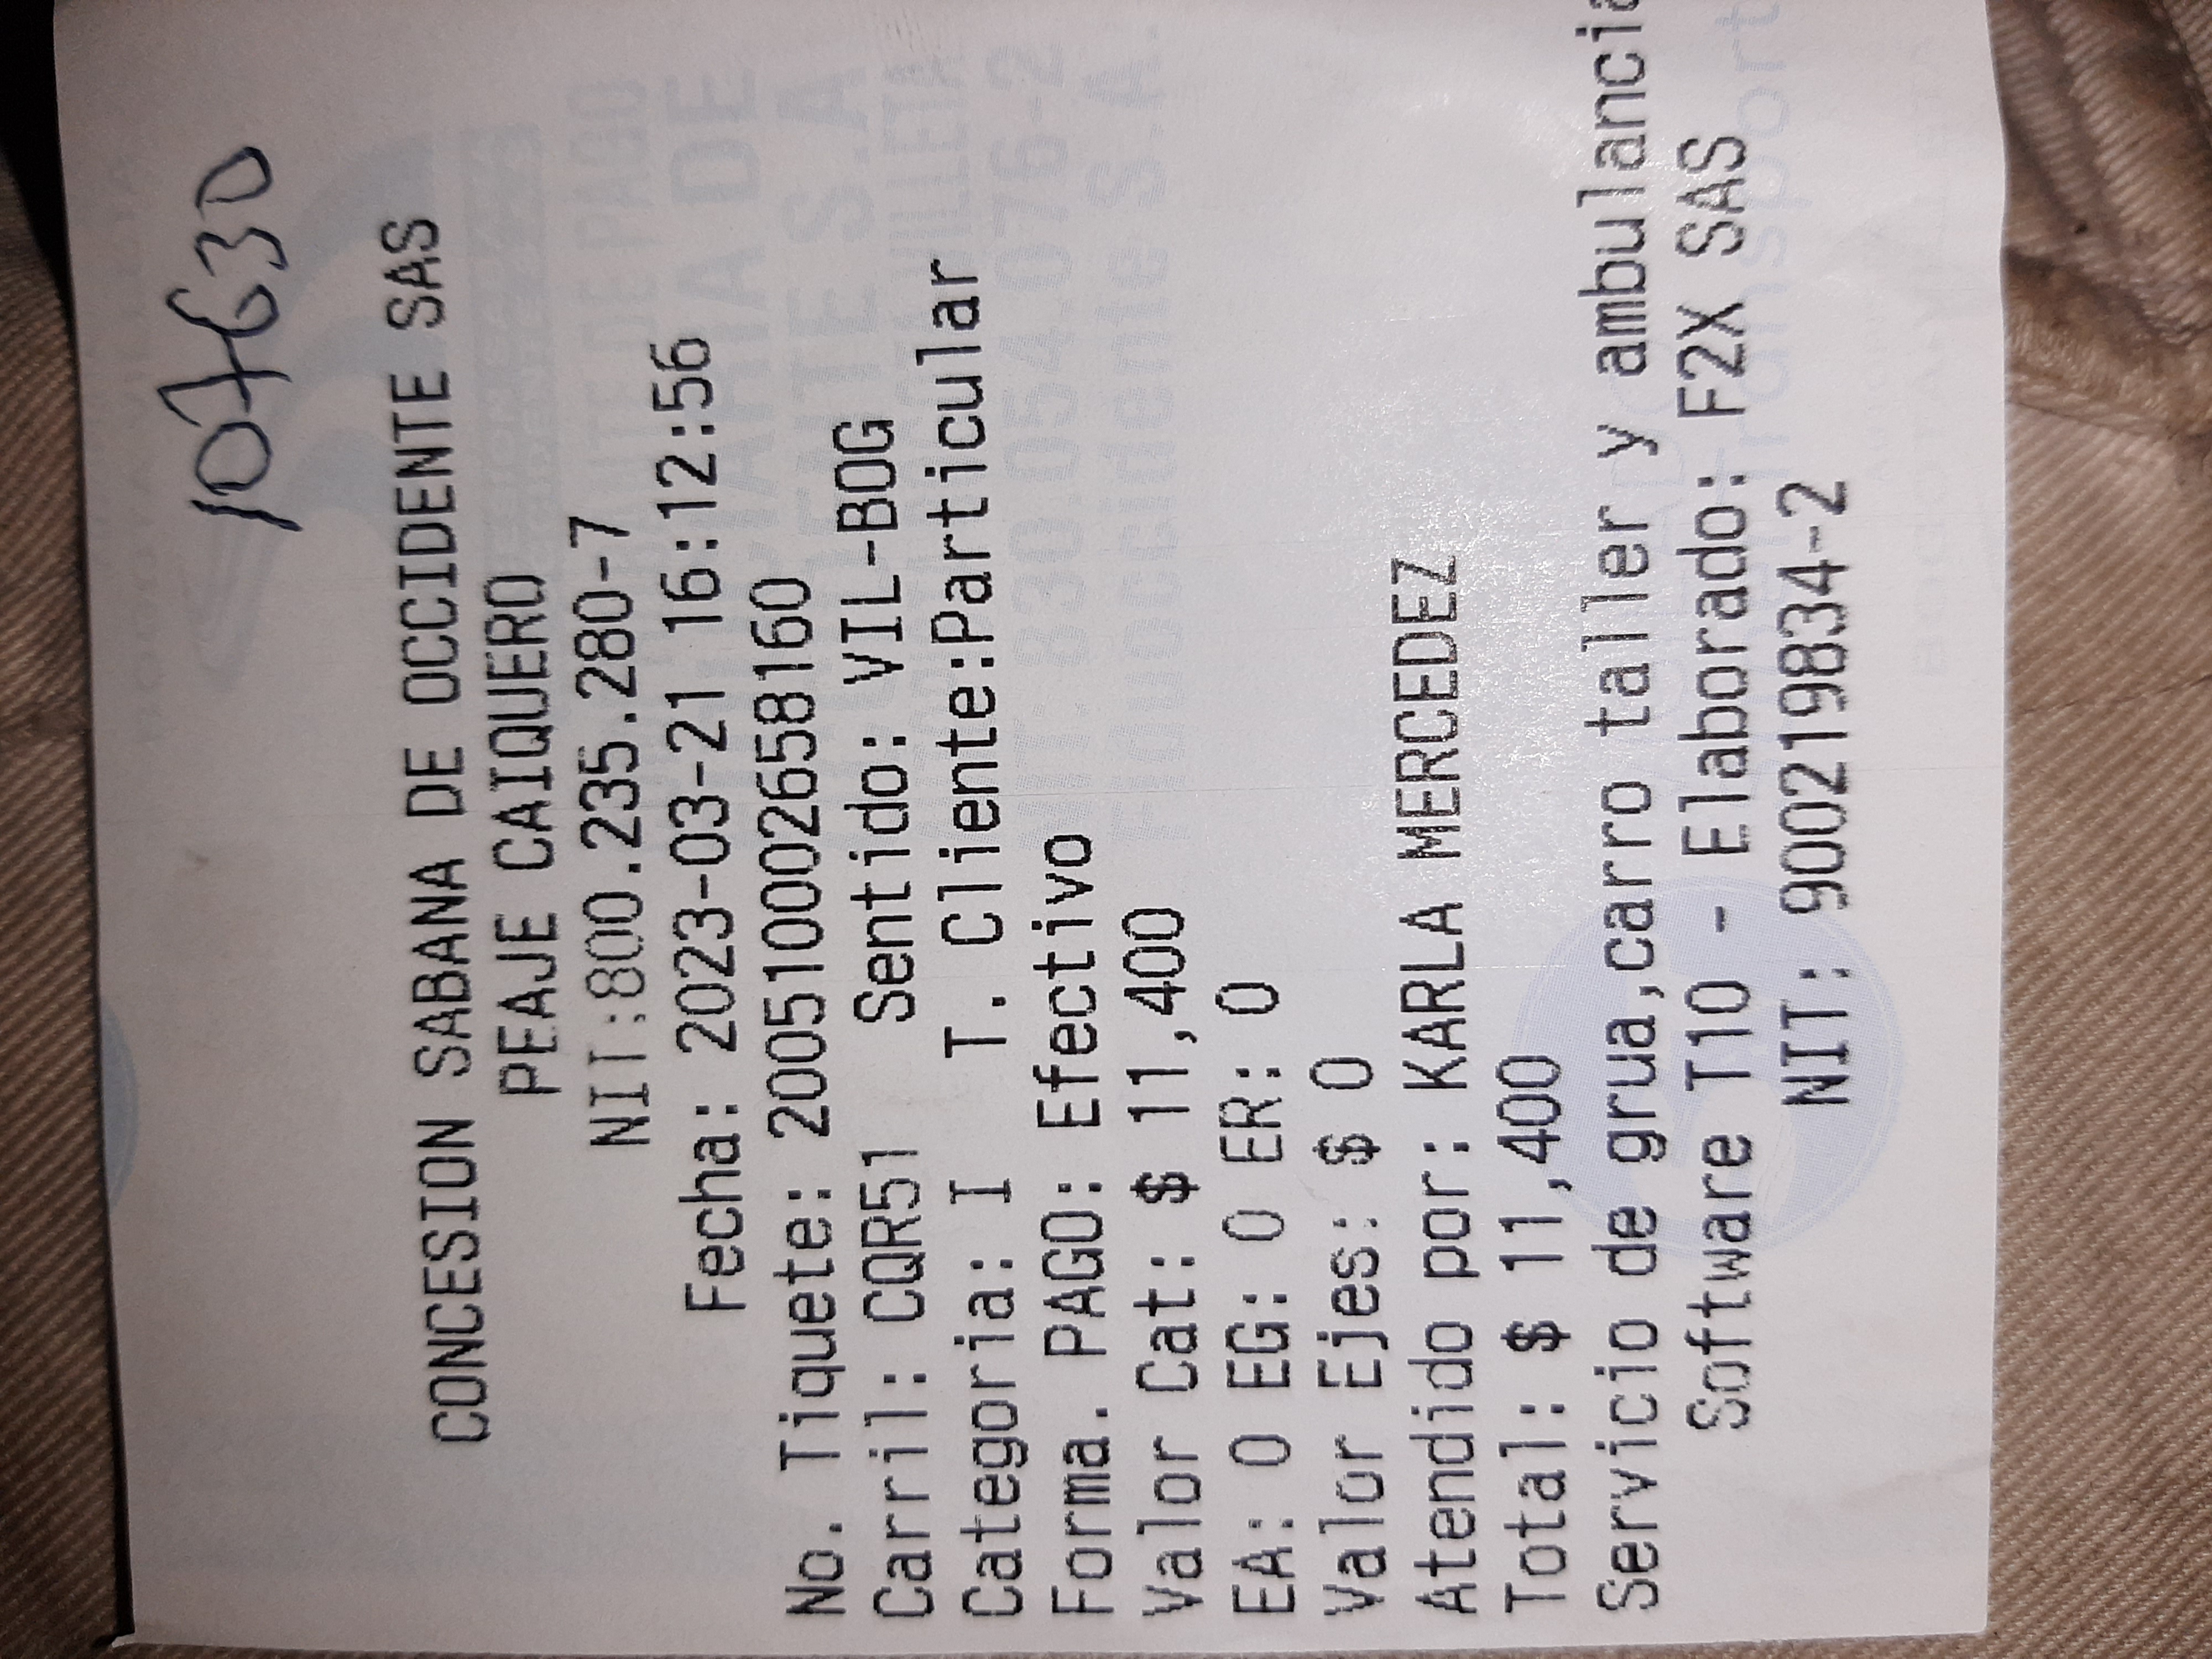 107630
CONCESION SABANA DE OCCIDENTE SAS
PEAJE CAIQUERO
NIT:800.235.280-7
Fecha: 2023-03-21 16:12:56
No. Tiquete: 200510002658160
Carril: CQR51 Sentido: VIL-BOG
Categoria: I T. Cliente:Particular
Forma. PAGO: Efectivo
Valor Cat: $ 11,400
EA: 0 EG: 0 ER: 0
Valor Ejes: $ 0
Atendido por: KARLA MERCEDEZ
Total: $ 11,400
Servicio de grua,carro taller y ambulancia
Software T10 - Elaborado: F2X SAS
NIT: 900219834-2